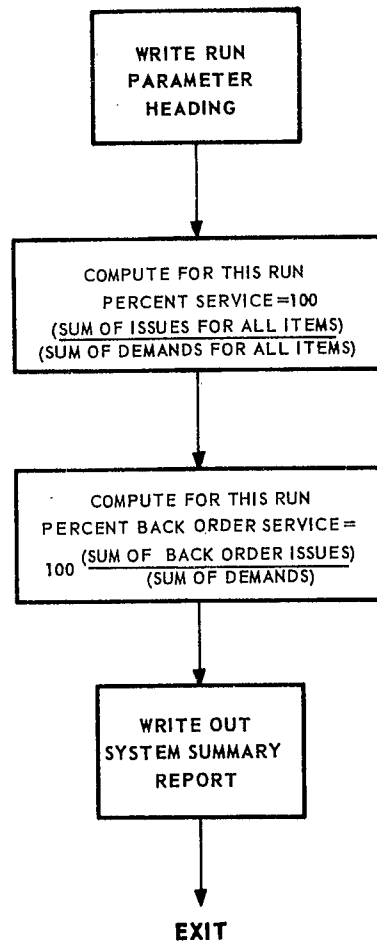 WRITE RUN
PARAMETER
HEADING
COMPUTE FOR THIS RUN
PERCENT SERVICE=100
(SUM OF ISSUES FOR ALL ITEMS)
(SUM OF DEMANDS FOR ALL ITEMS)
COMPUTE FOR THIS RUN
PERCENT BACK ORDER SERVICE=
100 (SUM OF BACK ORDER ISSUES)
(SUM OF DEMANDS)
WRITE OUT
SYSTEM SUMMARY
REPORT
EXIT